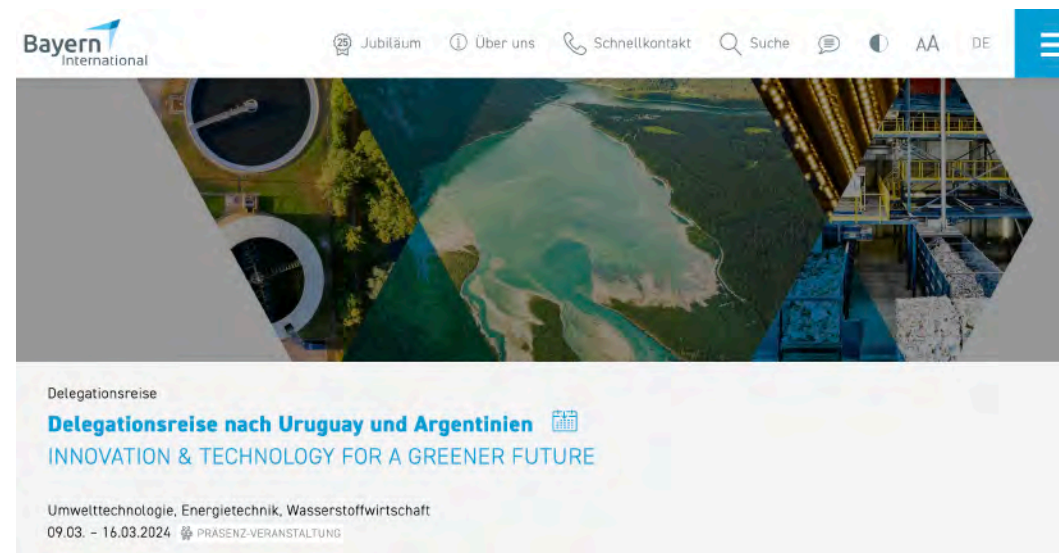 Bayern
International
25 Jubiläum Über uns Schnellkontakt Suche AA DE
Delegationsreise
Delegationsreise nach Uruguay und Argentinien
INNOVATION & TECHNOLOGY FOR A GREENER FUTURE
Umwelttechnologie, Energietechnik, Wasserstoffwirtschaft
09.03. – 16.03.2024 PRÄSENZ-VERANSTALTUNG